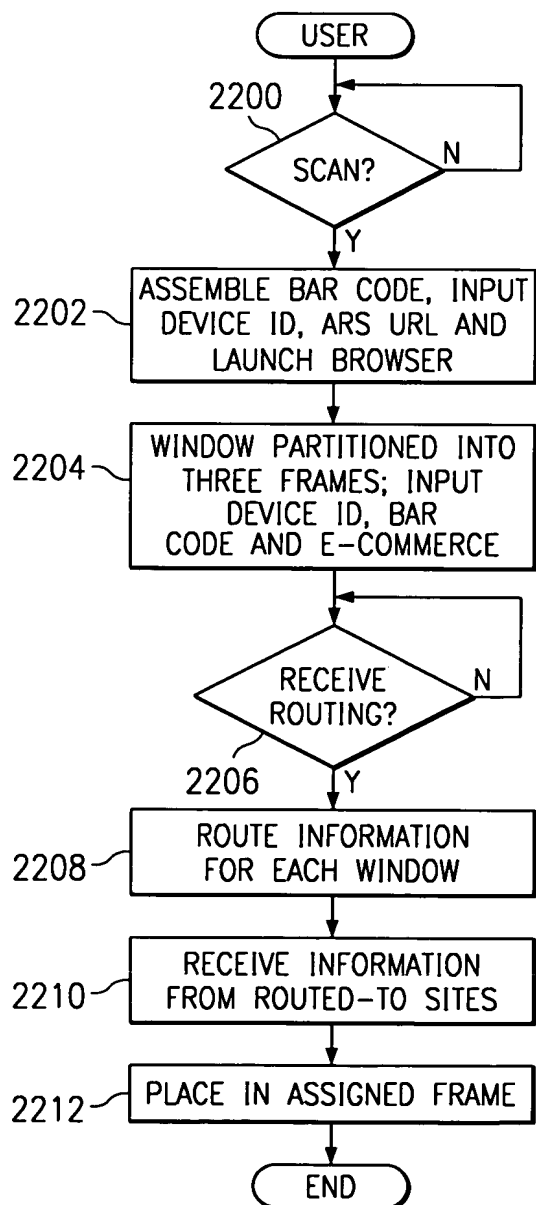 USER
2200
SCAN?
N
Y
2202
ASSEMBLE BAR CODE, INPUT
DEVICE ID, ARS URL AND
LAUNCH BROWSER
2204
WINDOW PARTITIONED INTO
THREE FRAMES; INPUT
DEVICE ID, BAR
CODE AND E-COMMERCE
RECEIVE
ROUTING?
N
2206
Y
2208
ROUTE INFORMATION
FOR EACH WINDOW
2210
RECEIVE INFORMATION
FROM ROUTED-TO SITES
2212
PLACE IN ASSIGNED FRAME
END